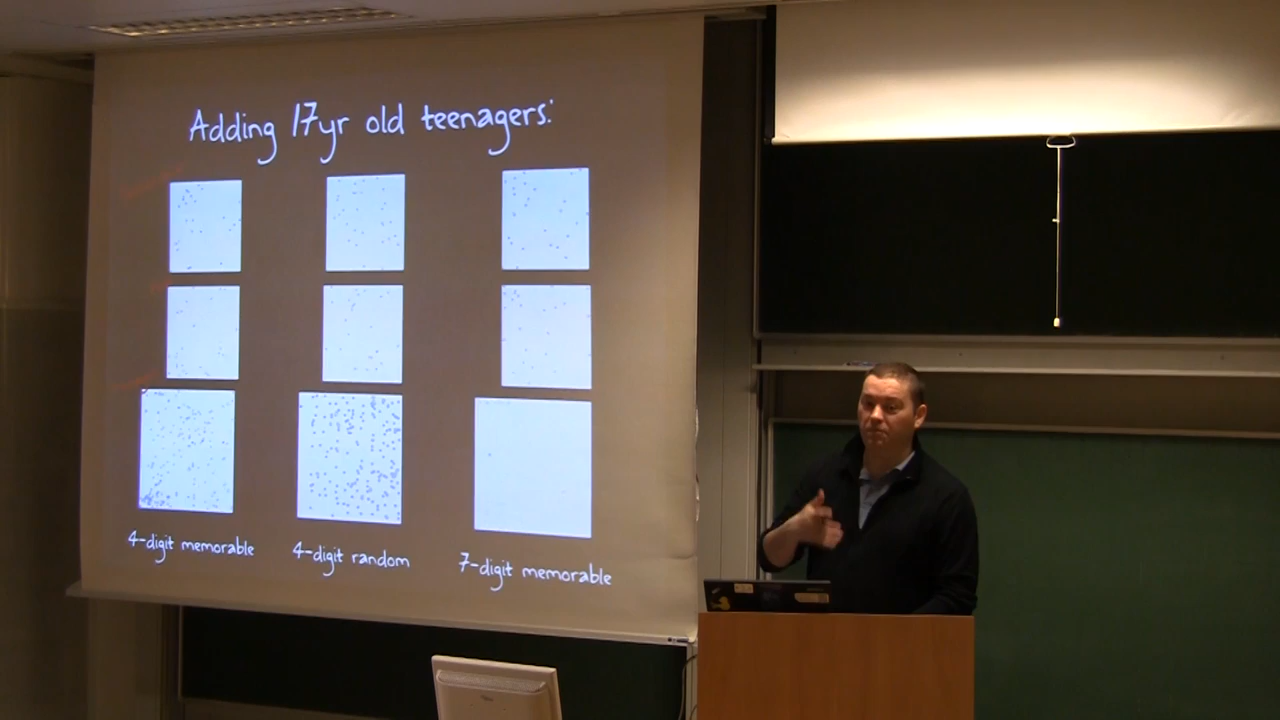 Adding 17yr old teenagers:
4-digit memorable
4-digit random
7-digit memorable